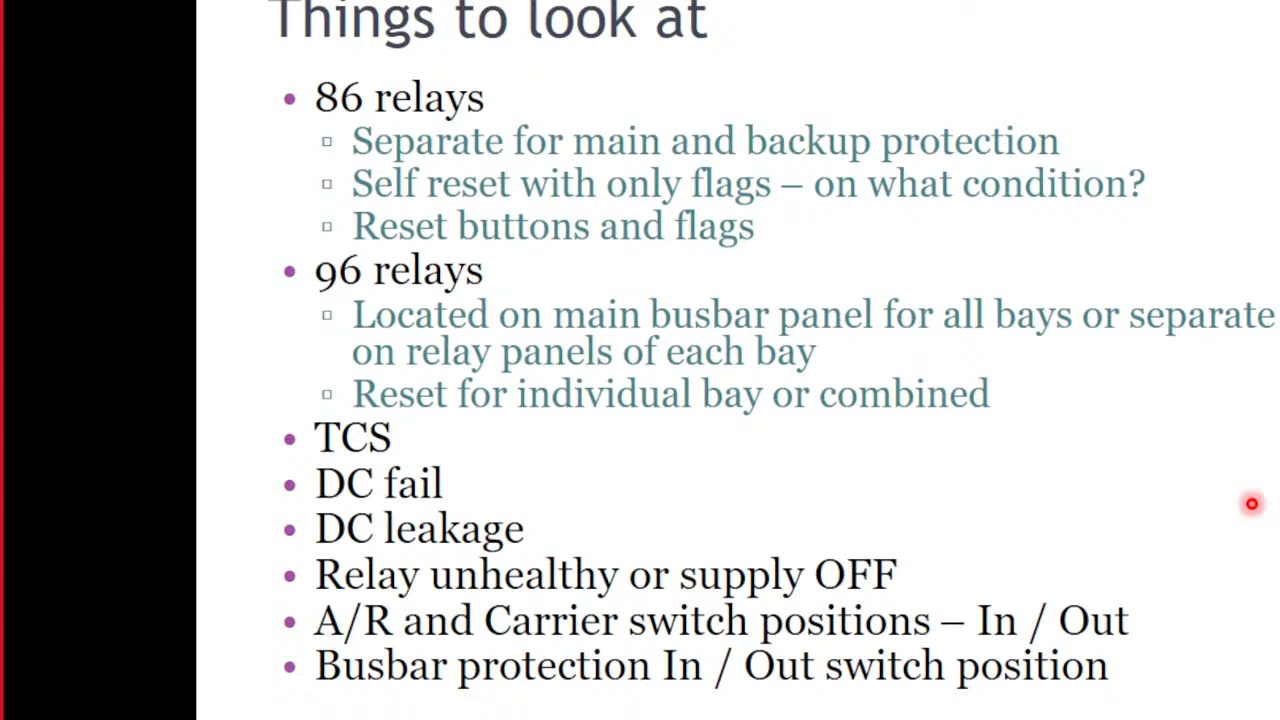 Things to look at
• 86 relays
▫ Separate for main and backup protection
▫ Self reset with only flags – on what condition?
▫ Reset buttons and flags
• 96 relays
▫ Located on main busbar panel for all bays or separate
on relay panels of each bay
▫ Reset for individual bay or combined
• TCS
• DC fail
• DC leakage
• Relay unhealthy or supply OFF
• A/R and Carrier switch positions – In / Out
• Busbar protection In / Out switch position